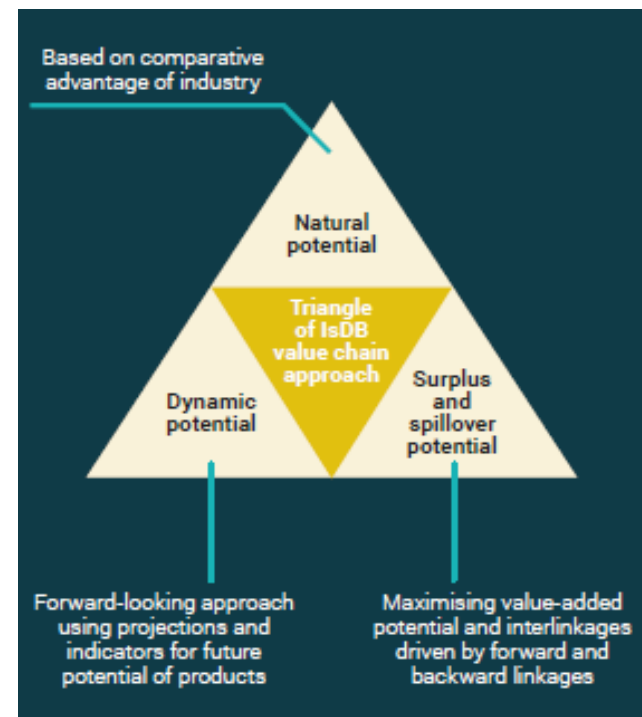 Based on comparative
advantage of industry
Natural
potential
Triangle
of IsDB
value chain
approach
Dynamic
potential
Surplus
and
spillover
potential
Forward-looking approach
using projections and
indicators for future
potential of products
Maximising value-added
potential and interlinkages
driven by forward and
backward linkages